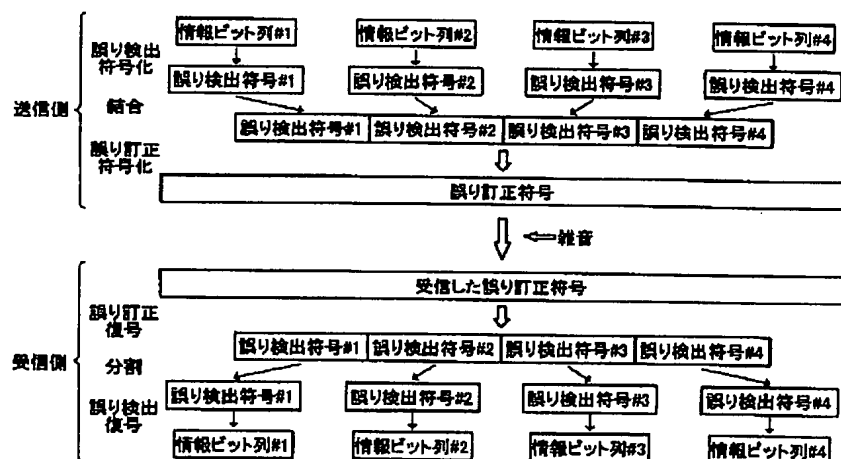 情報ビット列#1 情報ビット列#2 情報ビット列#3 情報ビット列#4
誤り検出
符号化
誤り検出符号#1 誤り検出符号#2 誤り検出符号#3 誤り検出符号#4
送信側
結合
誤り検出符号#1 誤り検出符号#2 誤り検出符号#3 誤り検出符号#4
誤り訂正
符号化
誤り訂正符号
雑音
受信した誤り訂正符号
誤り訂正
復号
誤り検出符号#1 誤り検出符号#2 誤り検出符号#3 誤り検出符号#4
受信側
分割
誤り検出符号#1 誤り検出符号#2 誤り検出符号#3 誤り検出符号#4
誤り検出
復号
情報ビット列#1 情報ビット列#2 情報ビット列#3 情報ビット列#4